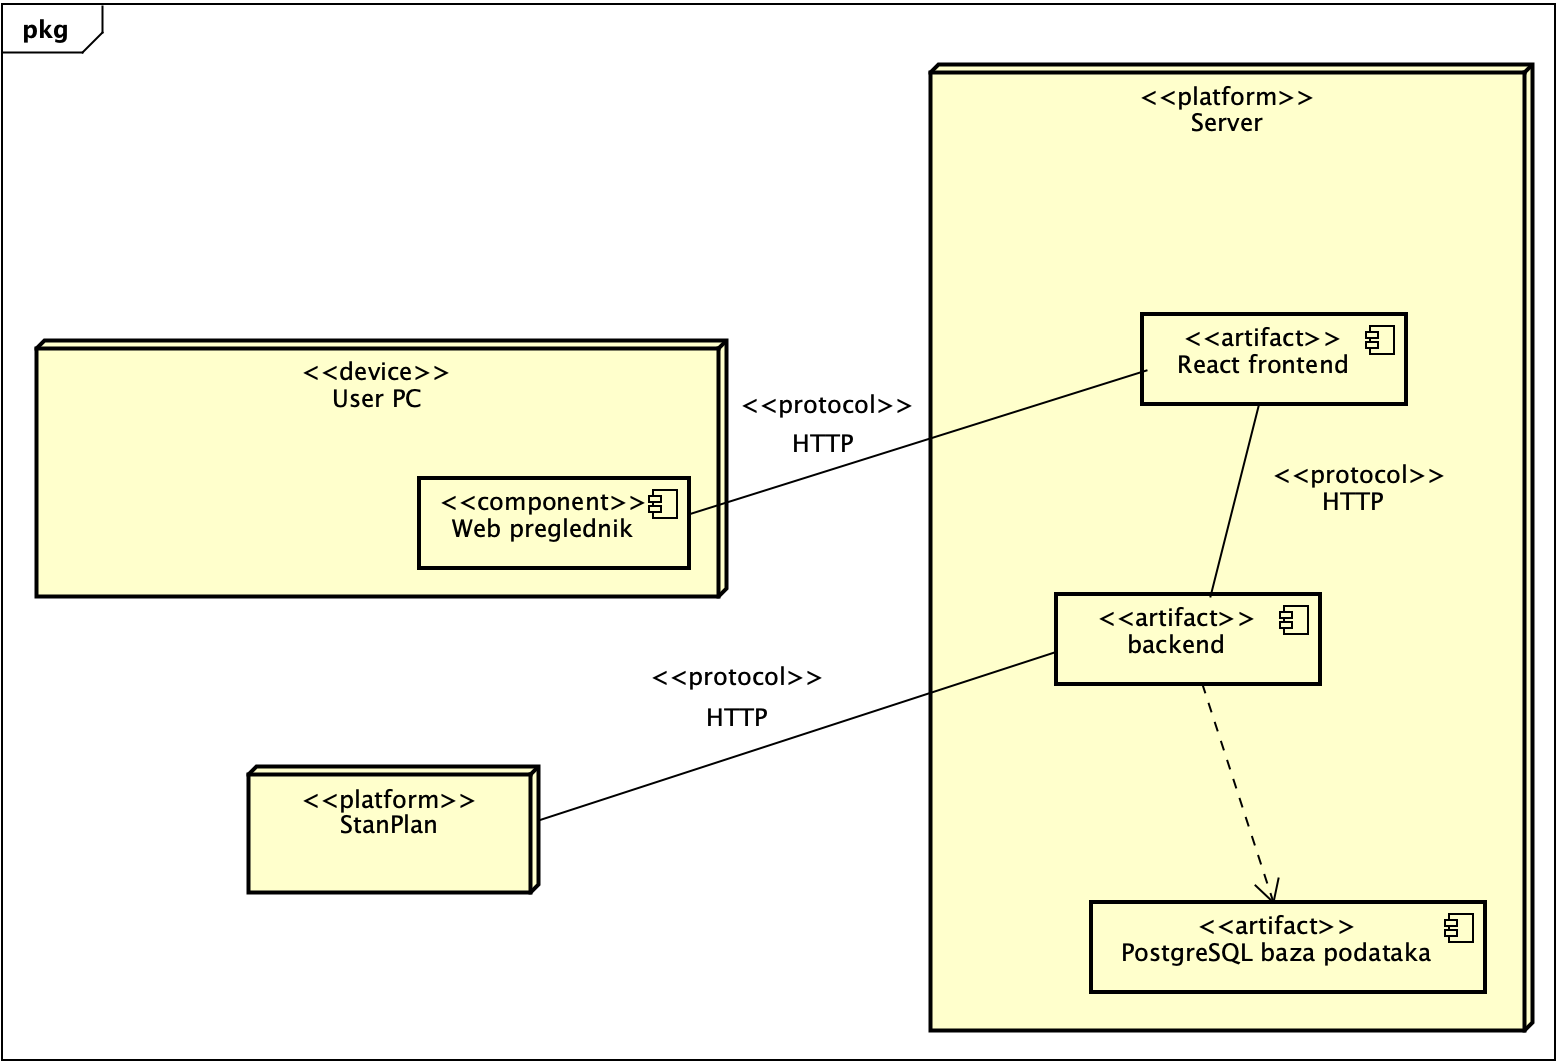 pkg
<<platform>>
Server
<<artifact>>
React frontend
<<device>>
User PC
<<protocol>>
HTTP
<<component>>
Web preglednik
<<protocol>>
HTTP
<<artifact>>
backend
<<protocol>>
HTTP
<<platform>>
StanPlan
<<artifact>>
PostgreSQL baza podataka